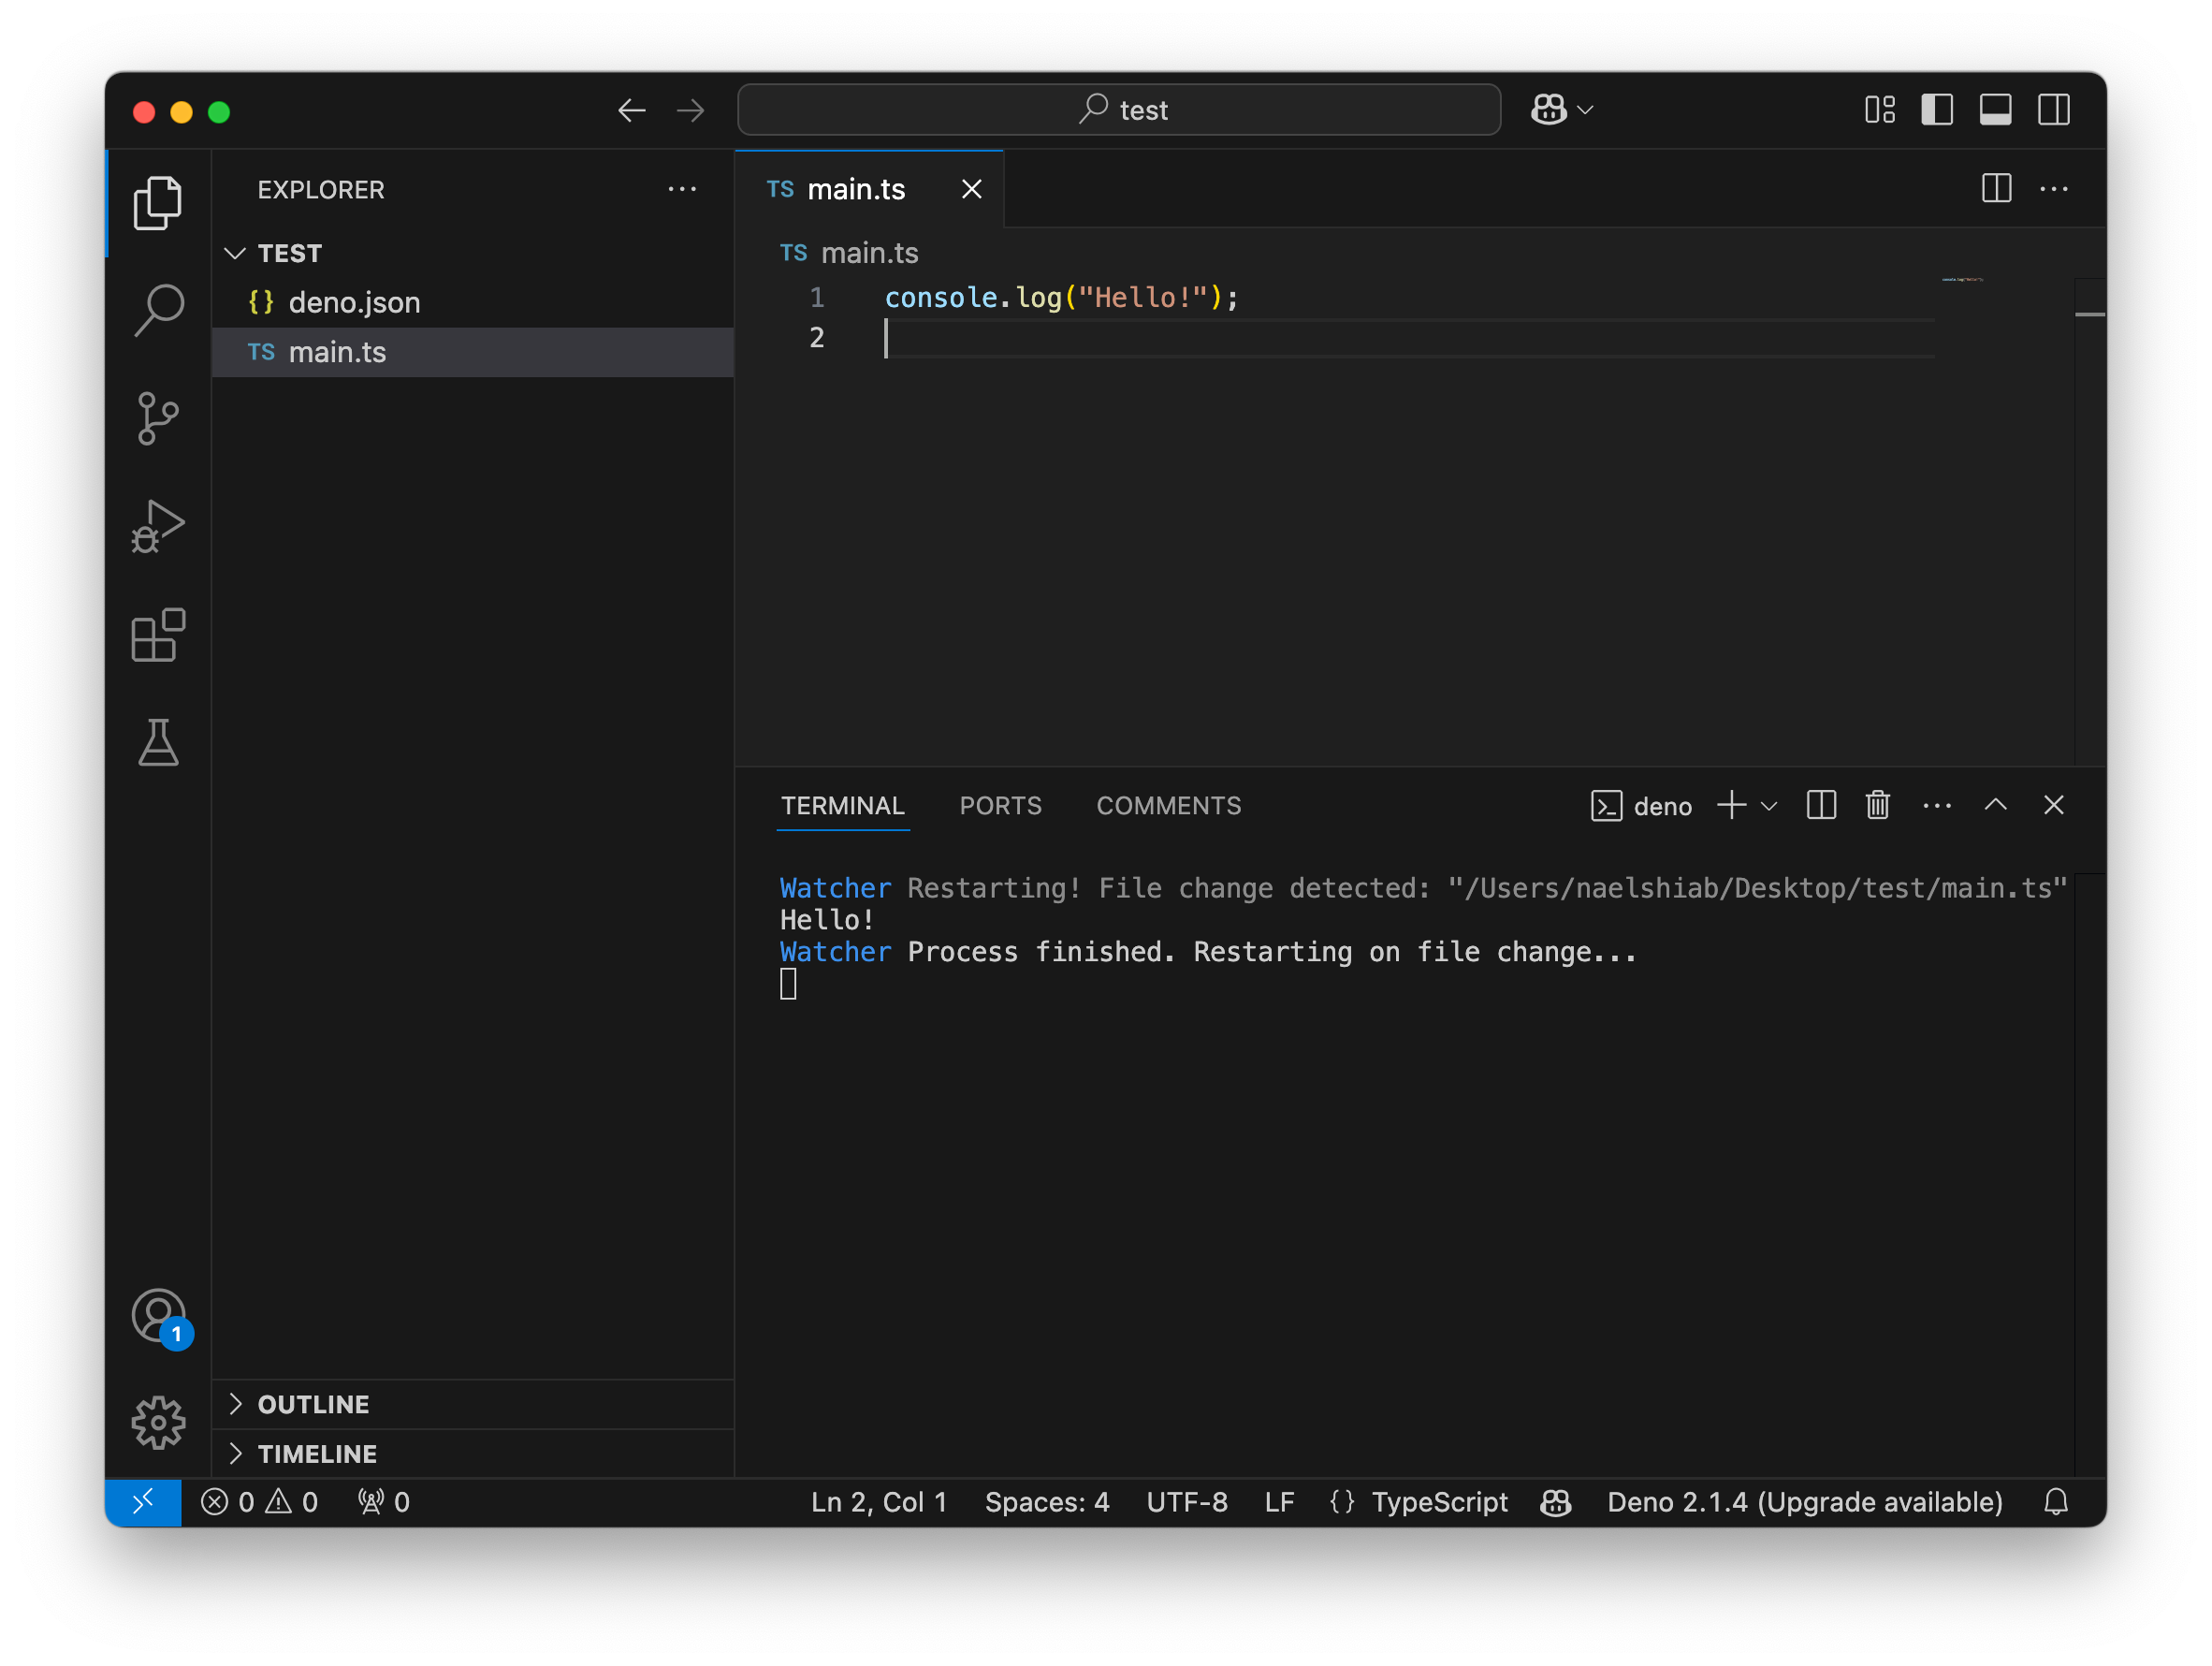 test
EXPLORER
TEST
{} deno.json
TS main.ts
TS main.ts
TS main.ts
1 console.log("Hello!");
2
TERMINAL PORTS COMMENTS deno
Watcher Restarting! File change detected: "/Users/naelshiab/Desktop/test/main.ts"
Hello!
Watcher Process finished. Restarting on file change...
1
OUTLINE
TIMELINE
0 0 0 Ln 2, Col 1 Spaces: 4 UTF-8 LF {} TypeScript Deno 2.1.4 (Upgrade available)